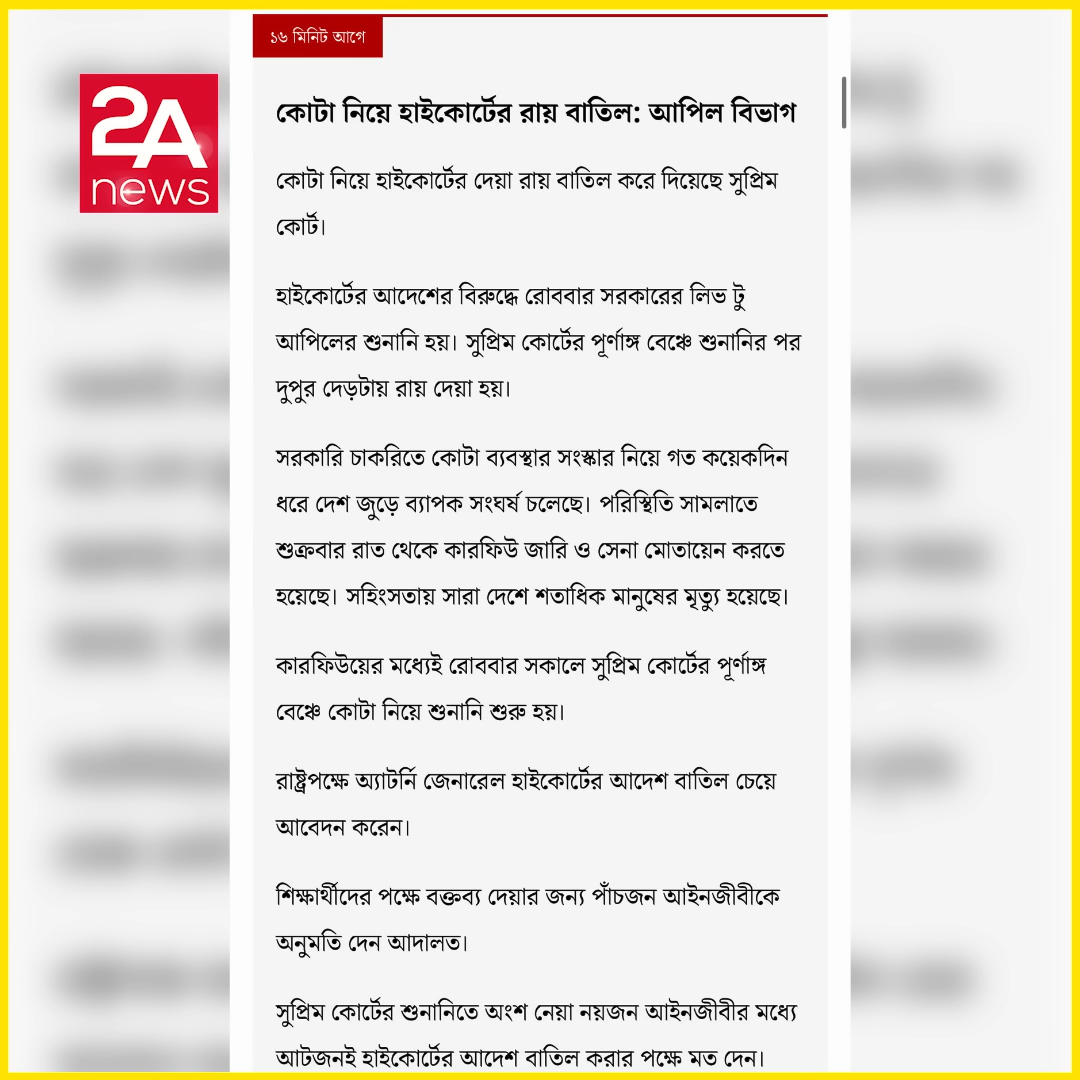 ১৬ মিনিট আগে
2A
news
কোটা নিয়ে হাইকোর্টের রায় বাতিল: আপিল বিভাগ
কোটা নিয়ে হাইকোর্টের দেয়া রায় বাতিল করে দিয়েছে সুপ্রিম
কোর্ট।
হাইকোর্টের আদেশের বিরুদ্ধে রোববার সরকারের লিভ টু
আপিলের শুনানি হয়। সুপ্রিম কোর্টের পূর্ণাঙ্গ বেঞ্চে শুনানির পর
দুপুর দেড়টায় রায় দেয়া হয়।
সরকারি চাকরিতে কোটা ব্যবস্থার সংস্কার নিয়ে গত কয়েকদিন
ধরে দেশ জুড়ে ব্যাপক সংঘর্ষ চলেছে। পরিস্থিতি সামলাতে
শুক্রবার রাত থেকে কারফিউ জারি ও সেনা মোতায়েন করতে
হয়েছে। সহিংসতায় সারা দেশে শতাধিক মানুষের মৃত্যু হয়েছে।
কারফিউয়ের মধ্যেই রোববার সকালে সুপ্রিম কোর্টের পূর্ণাঙ্গ
বেঞ্চে কোটা নিয়ে শুনানি শুরু হয়।
রাষ্ট্রপক্ষে অ্যাটর্নি জেনারেল হাইকোর্টের আদেশ বাতিল চেয়ে
আবেদন করেন।
শিক্ষার্থীদের পক্ষে বক্তব্য দেয়ার জন্য পাঁচজন আইনজীবীকে
অনুমতি দেন আদালত।
সুপ্রিম কোর্টের শুনানিতে অংশ নেয়া নয়জন আইনজীবীর মধ্যে
আটজনই হাইকোর্টের আদেশ বাতিল করার পক্ষে মত দেন।